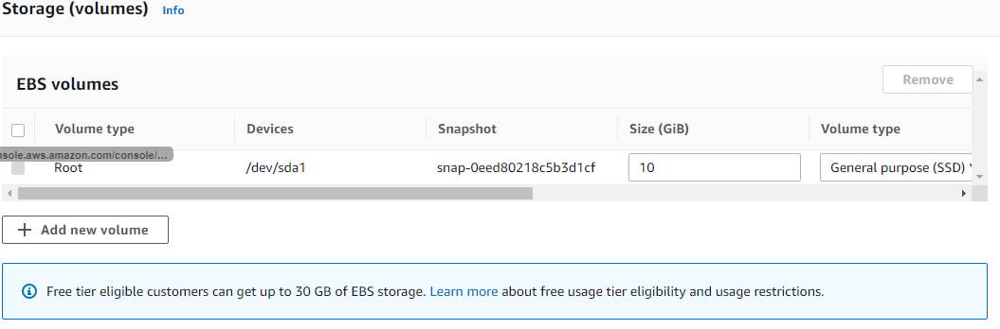 Storage (volumes) Info
EBS volumes
Remove
Volume type Devices Snapshot Size (GiB) Volume type
nsole.aws.amazon.com/console/...
Root /dev/sda1 snap-0eed80218c5b3d1cf 10 General purpose (SSD)
+ Add new volume
Free tier eligible customers can get up to 30 GB of EBS storage. Learn more about free usage tier eligibility and usage restrictions.